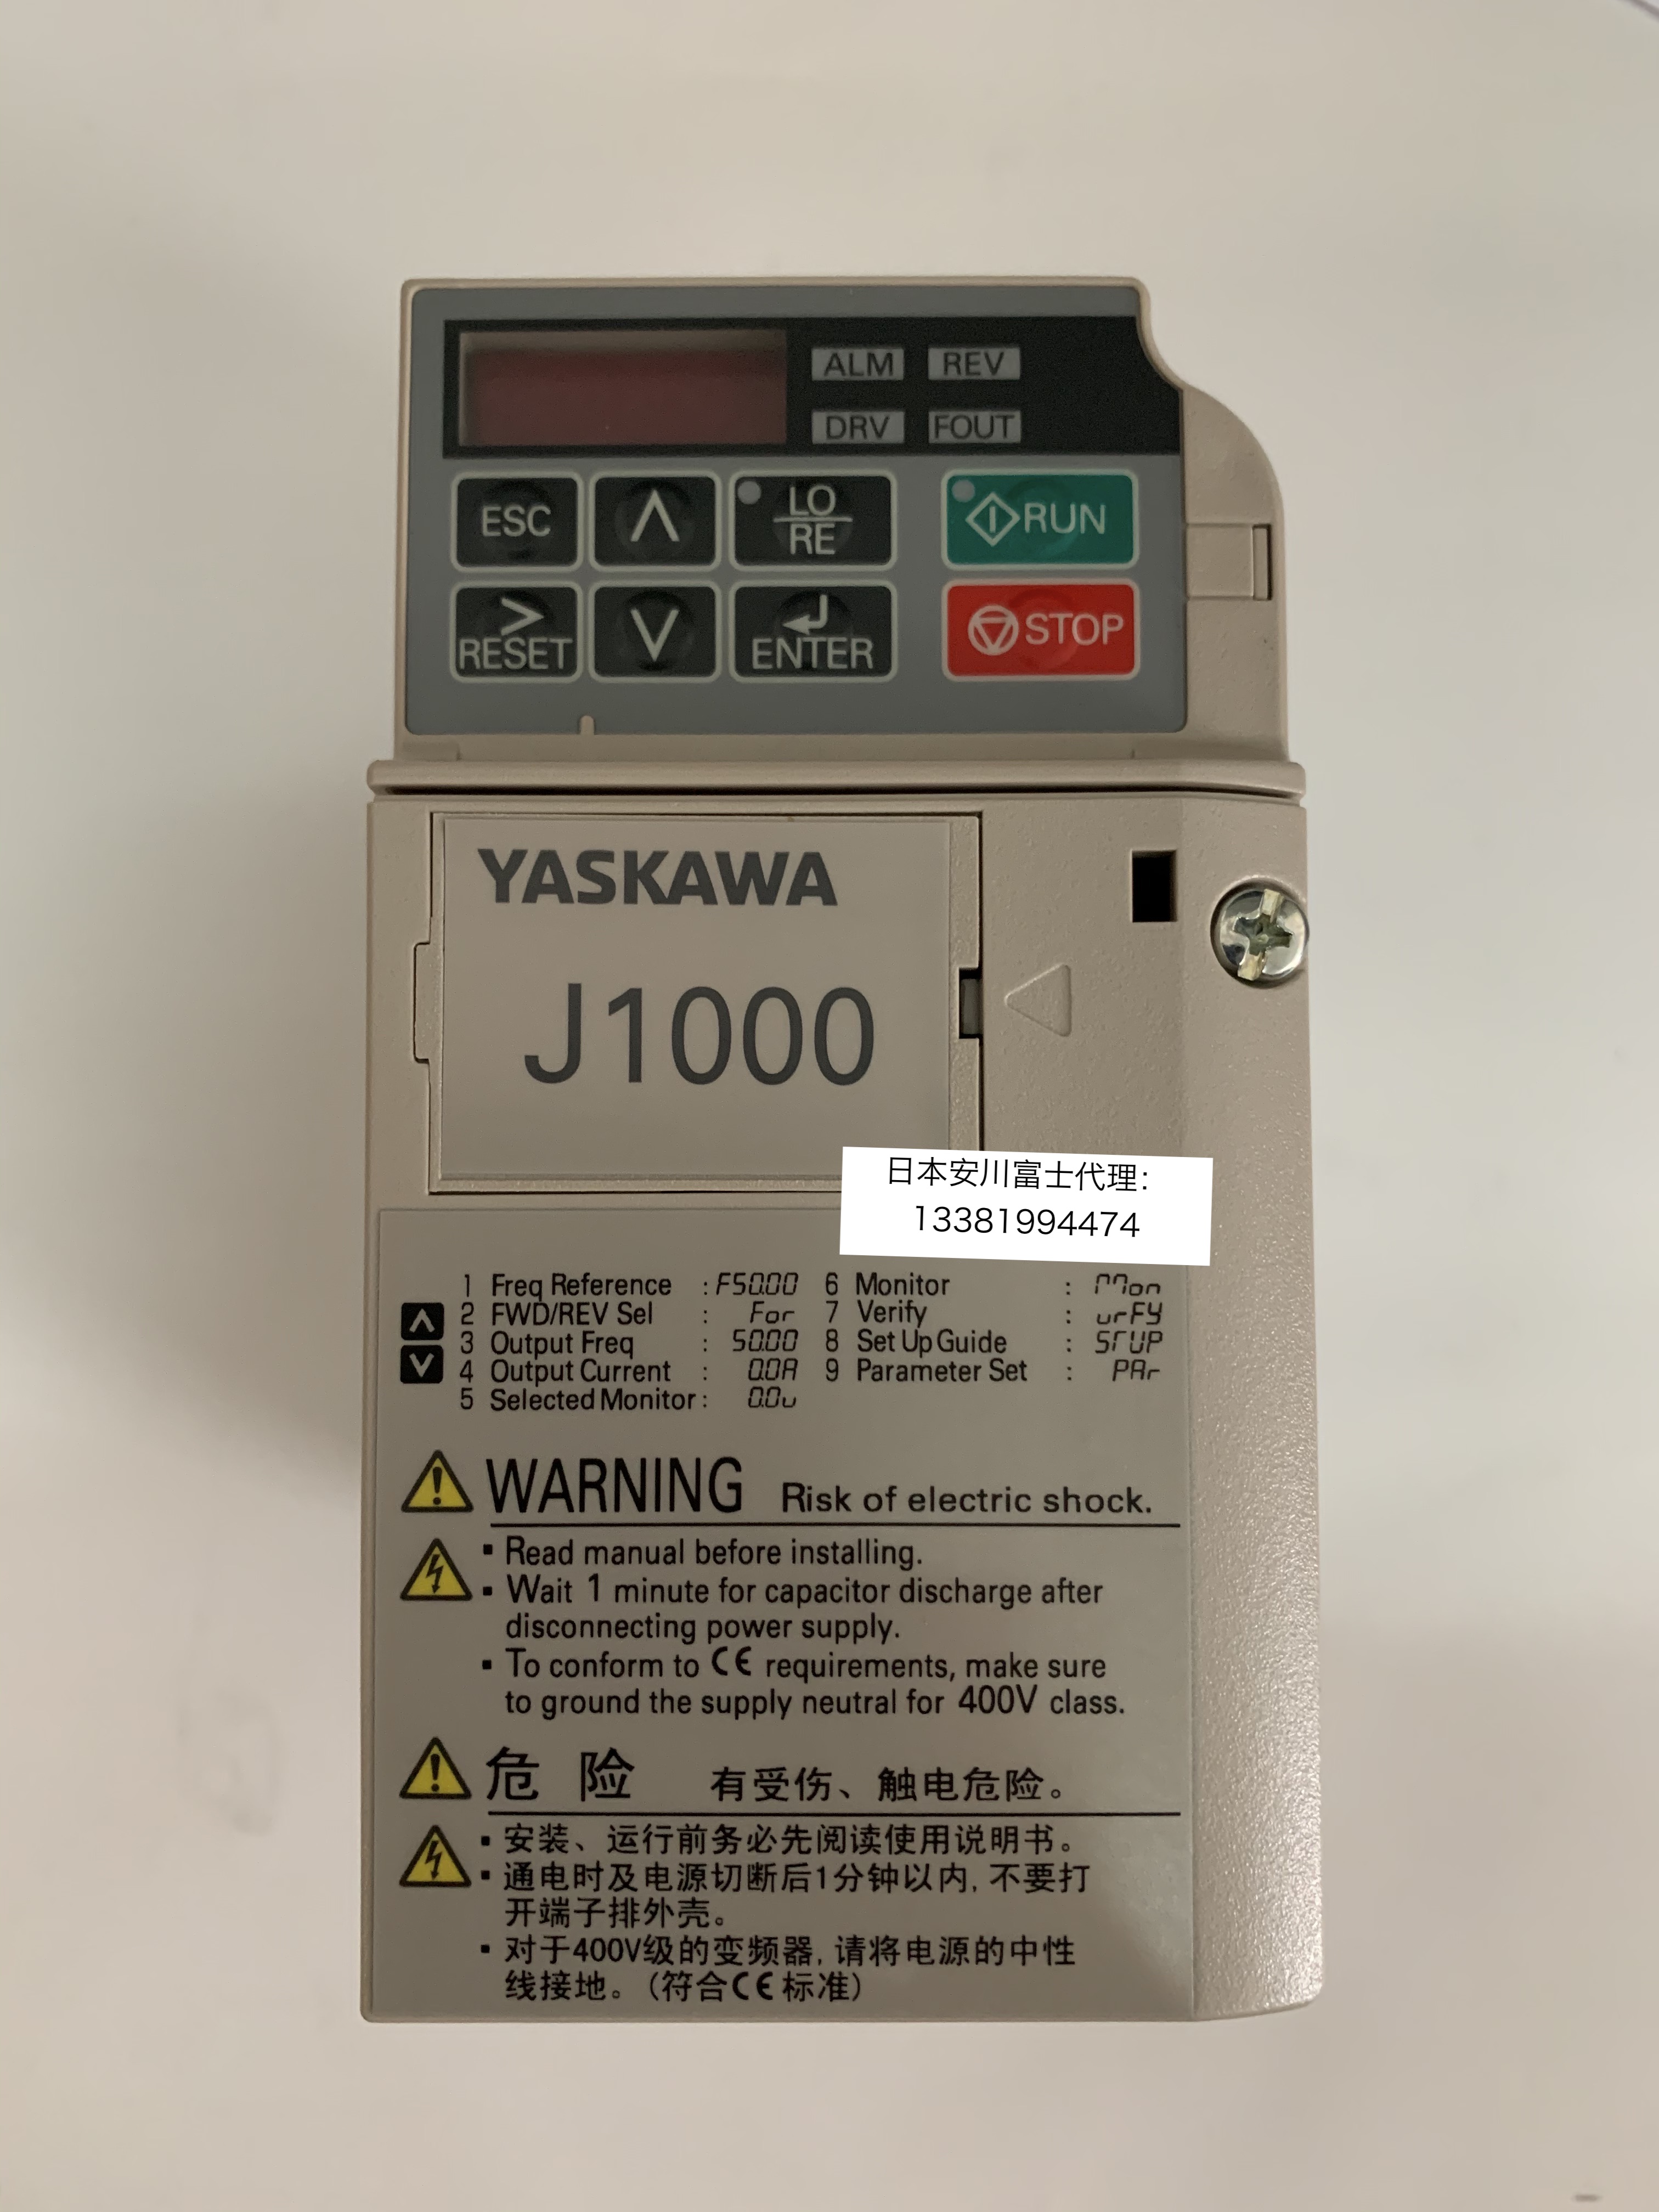 ALM REV
DRV FOUT
ESC LO RUN
RE
> STOP
RESET ENTER
YASKAWA
J1000
日本安川富士代理:
13381994474
1 Freq Reference : F50.00 6 Monitor : Mon
2 FWD/REV Sel : For 7 Verify : vrFY
3 Output Freq : 50.00 8 Set Up Guide : STUP
4 Output Current : 0.0A 9 Parameter Set : PAr
5 Selected Monitor : 0.0v
WARNING Risk of electric shock.
▪ Read manual before installing.
▪ Wait 1 minute for capacitor discharge after
disconnecting power supply.
▪ To conform to CE requirements, make sure
to ground the supply neutral for 400V class.
危 险 有受伤、触电危险。
▪ 安装、运行前务必先阅读使用说明书。
▪ 通电时及电源切断后1分钟以内, 不要打
开端子排外壳。
▪ 对于400V级的变频器, 请将电源的中性
线接地。(符合CE标准)